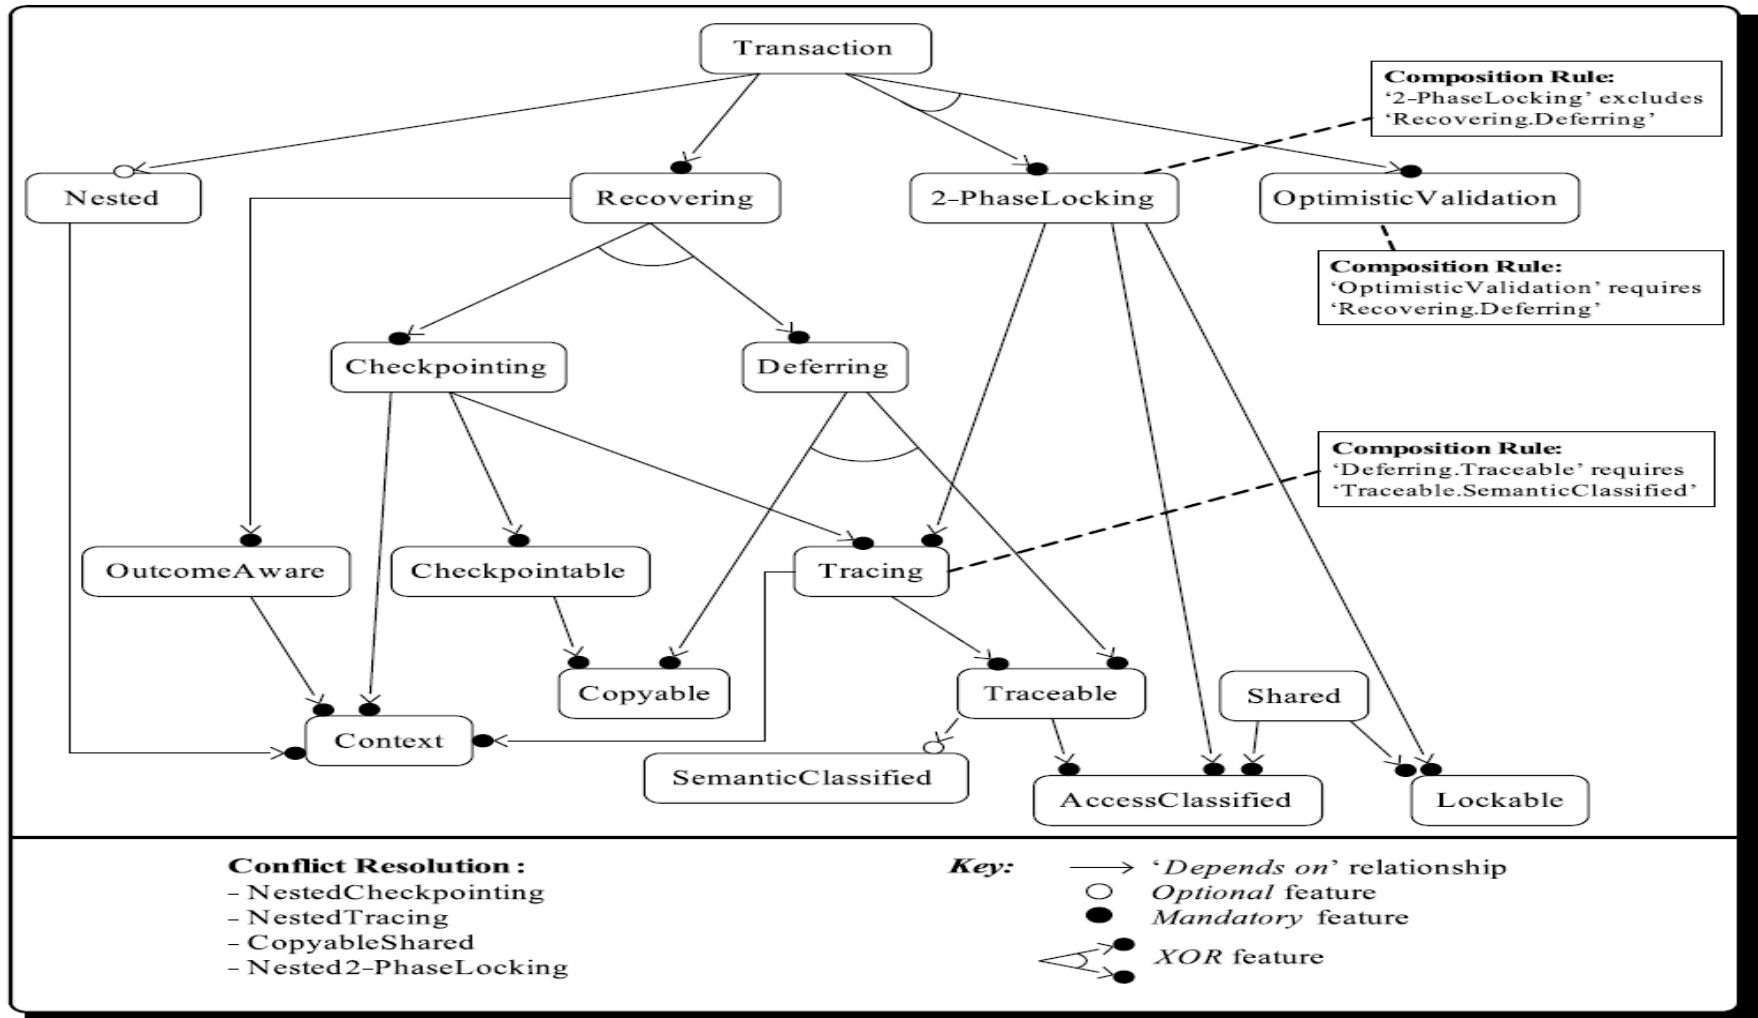 Transaction
Composition Rule:
‘2-PhaseLocking’ excludes
‘Recovering.Deferring’
Nested
Recovering
2-PhaseLocking
OptimisticValidation
Composition Rule:
‘OptimisticValidation’ requires
‘Recovering.Deferring’
Checkpointing
Deferring
Composition Rule:
‘Deferring.Traceable’ requires
‘Traceable.SemanticClassified’
OutcomeAware
Checkpointable
Tracing
Copyable
Traceable
Shared
Context
SemanticClassified
AccessClassified
Lockable
Conflict Resolution :
- NestedCheckpointing
- NestedTracing
- CopyableShared
- Nested2-PhaseLocking
Key:
‘Depends on’ relationship
Optional feature
Mandatory feature
XOR feature